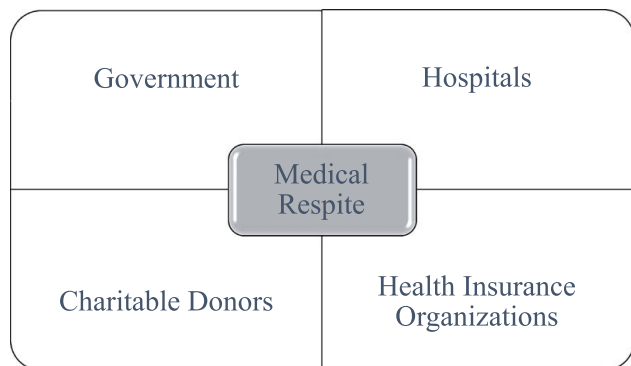 Government
Hospitals
Medical
Respite
Charitable Donors
Health Insurance
Organizations